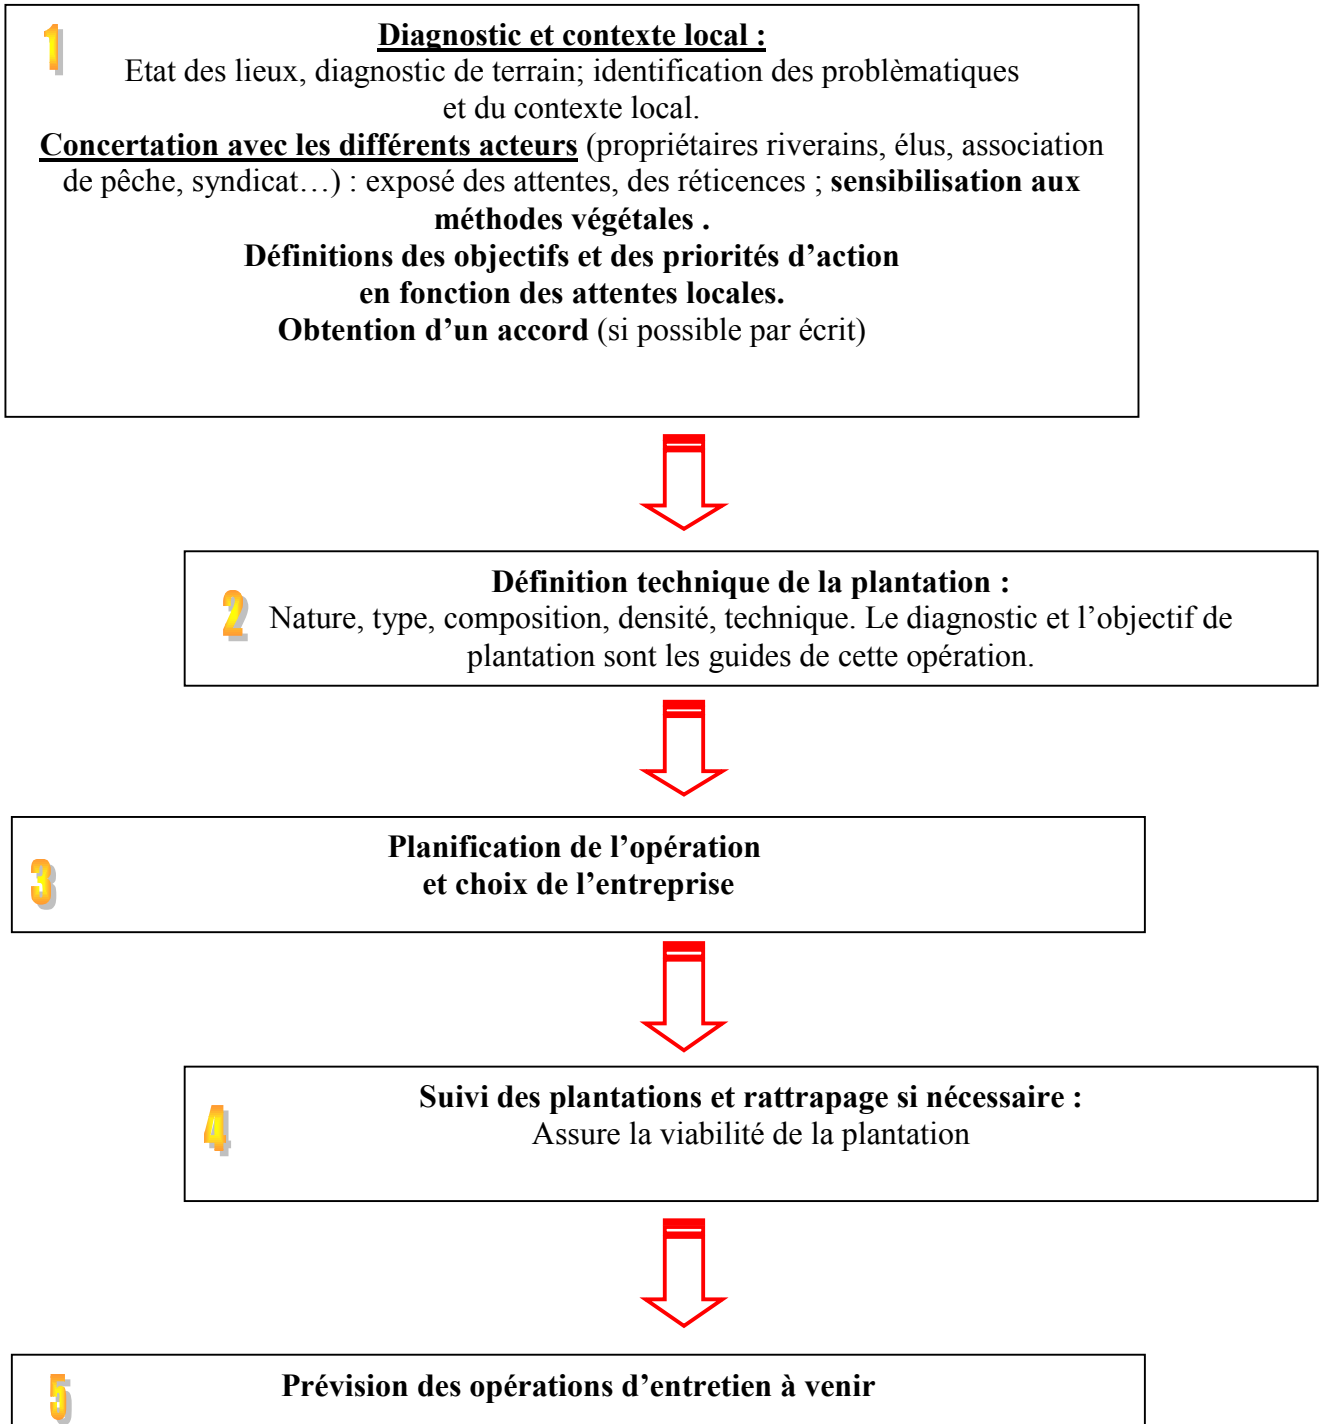 1
Diagnostic et contexte local :
Etat des lieux, diagnostic de terrain; identification des problèmatiques
et du contexte local.
Concertation avec les différents acteurs (propriétaires riverains, élus, association
de pêche, syndicat…) : exposé des attentes, des réticences ; sensibilisation aux
méthodes végétales .
Définitions des objectifs et des priorités d’action
en fonction des attentes locales.
Obtention d’un accord (si possible par écrit)
2
Définition technique de la plantation :
Nature, type, composition, densité, technique. Le diagnostic et l’objectif de
plantation sont les guides de cette opération.
3
Planification de l’opération
et choix de l’entreprise
4
Suivi des plantations et rattrapage si nécessaire :
Assure la viabilité de la plantation
5
Prévision des opérations d’entretien à venir